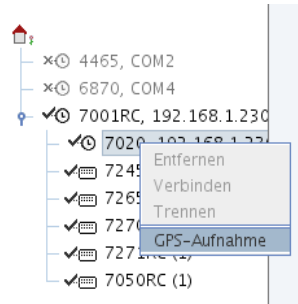 4465, COM2
6870, COM4
7001RC, 192.168.1.230
7020, 192.168.1.230
Entfernen
7245
Verbinden
7265
Trennen
7270
GPS-Aufnahme
7271RC (1)
7050RC (1)